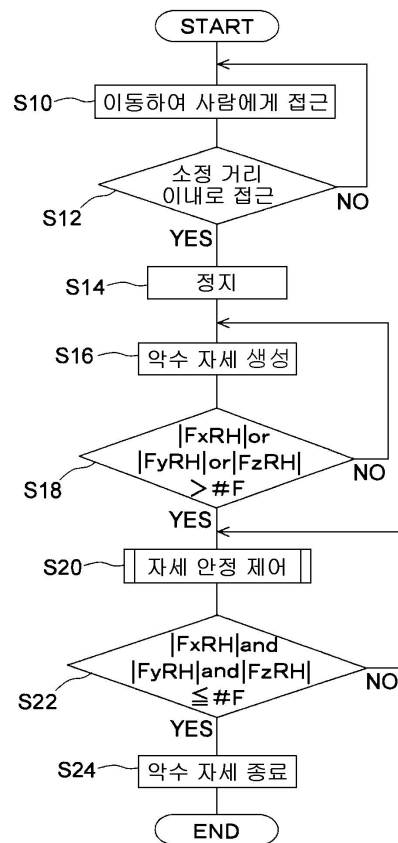 START
S10
이동하여 사람에게 접근
소정 거리
이내로 접근
S12
NO
YES
S14
정지
S16
악수 자세 생성
|FxRH|or
|FyRH|or|FzRH|
>#F
S18
NO
YES
S20
자세 안정 제어
|FxRH|and
|FyRH|and|FzRH|
≦#F
S22
NO
YES
S24
악수 자세 종료
END